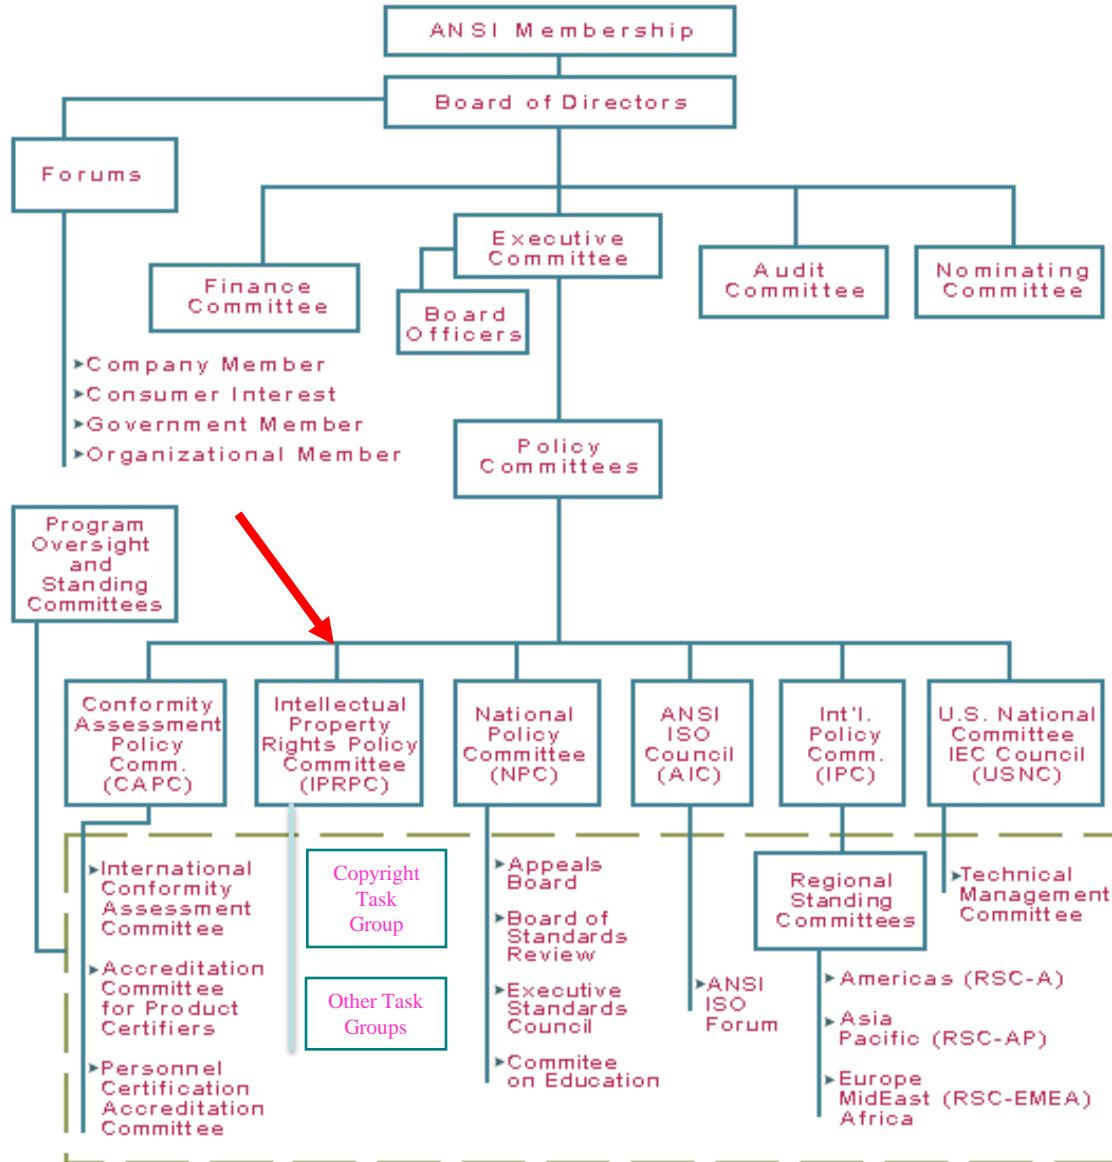 ANSI Membership
Board of Directors
Forums
Executive
Committee
Finance
Committee
Board
Officers
Audit
Committee
Nominating
Committee
Company Member
Consumer Interest
Government Member
Organizational Member
Policy
Committees
Program
Oversight
and
Standing
Committees
Conformity
Assessment
Policy
Comm.
(CAPC)
Intellectual
Property
Rights Policy
Committee
(IPRPC)
National
Policy
Committee
(NPC)
ANSI
ISO
Council
(AIC)
Int'l.
Policy
Comm.
(IPC)
U.S. National
Committee
IEC Council
(USNC)
International
Conformity
Assessment
Committee
Accreditation
Committee
for Product
Certifiers
Personnel
Certification
Accreditation
Committee
Copyright
Task
Group
Other Task
Groups
Appeals
Board
Board of
Standards
Review
Executive
Standards
Council
Commitee
on Education
ANSI
ISO
Forum
Regional
Standing
Committees
Americas (RSC-A)
Asia
Pacific (RSC-AP)
Europe
MidEast (RSC-EMEA)
Africa
Technical
Management
Committee